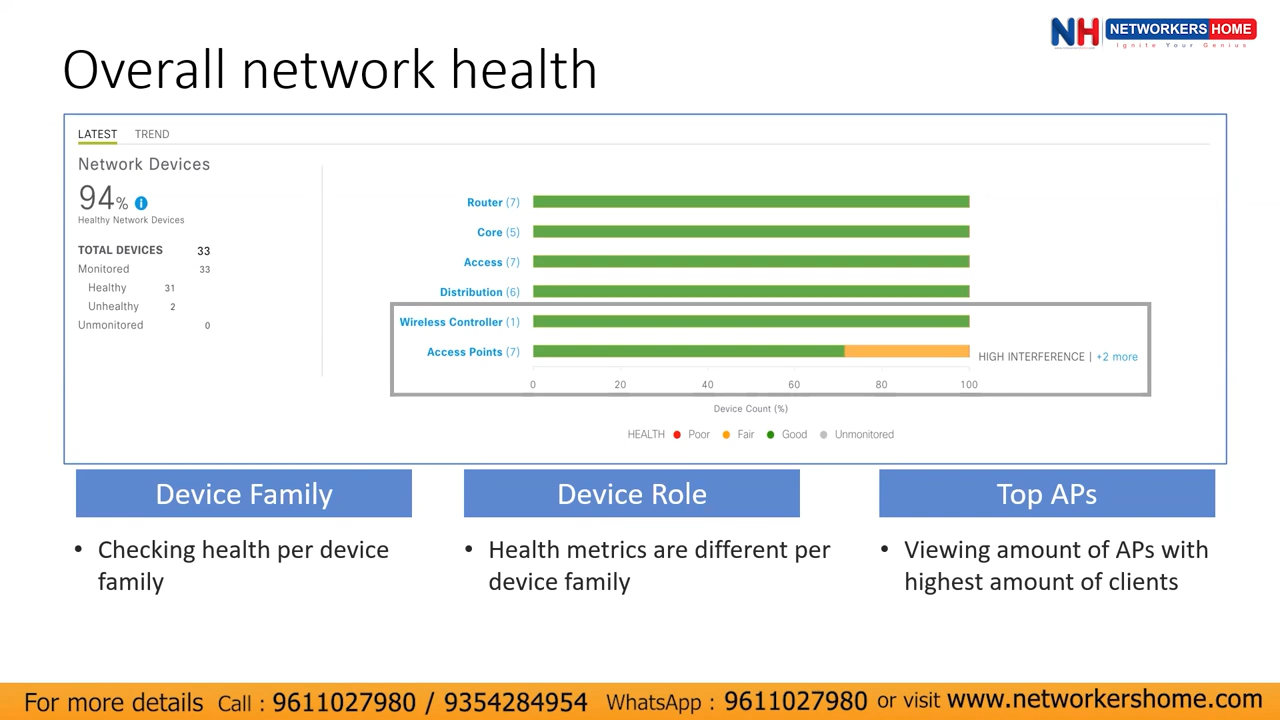 NH NETWORKERS HOME
Ignite Your Genius
Overall network health
LATEST TREND
Network Devices
94%
Healthy Network Devices
TOTAL DEVICES 33
Monitored 33
Healthy 31
Unhealthy 2
Unmonitored 0
Router (7)
Core (5)
Access (7)
Distribution (6)
Wireless Controller (1)
Access Points (7)
HIGH INTERFERENCE | +2 more
0 20 40 60 80 100
Device Count (%)
HEALTH Poor Fair Good Unmonitored
Device Family
• Checking health per device
family
Device Role
• Health metrics are different per
device family
Top APs
• Viewing amount of APs with
highest amount of clients
For more details Call : 9611027980 / 9354284954 WhatsApp : 9611027980 or visit www.networkershome.com